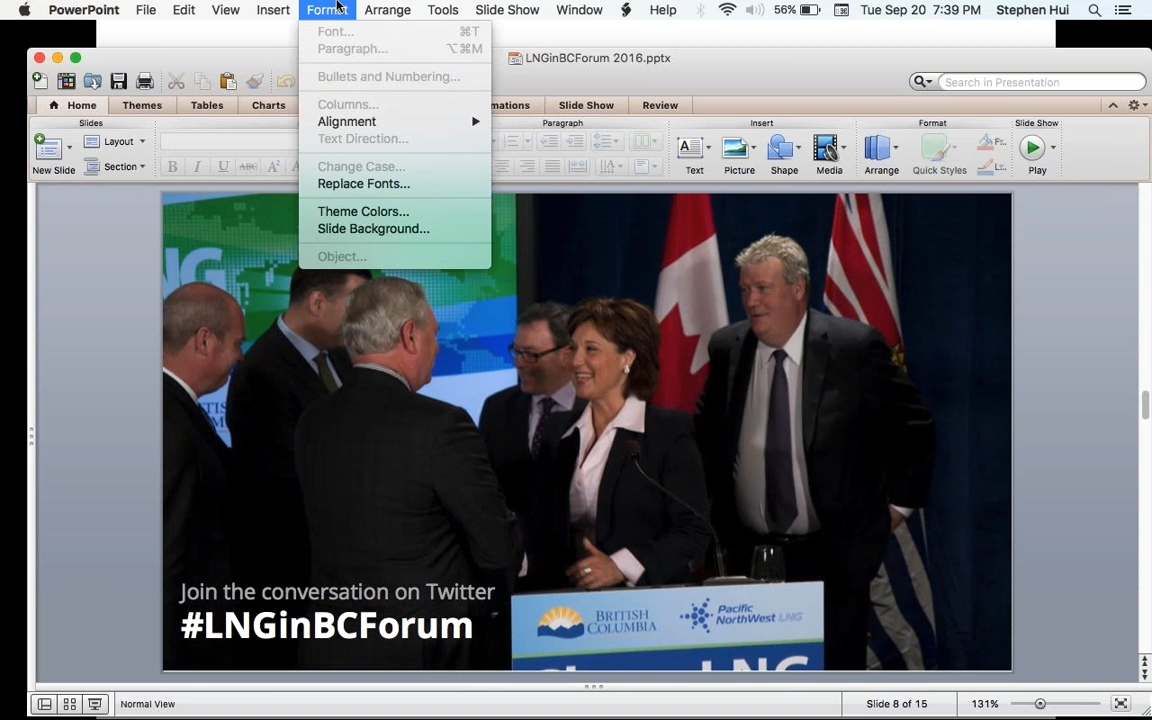 PowerPoint File Edit View Insert Format Arrange Tools Slide Show Window Help 56% Tue Sep 20 7:39 PM Stephen Hui
LNGinBCForum 2016.pptx
Search in Presentation
Home Themes Tables Charts mations Slide Show Review
Slides Paragraph Insert Format Slide Show
New Slide Layout Section
B I U ABC A
Text Picture Shape Media Arrange Quick Styles Play
Font... ⌘T
Paragraph... ⌥⌘M
Bullets and Numbering...
Columns...
Alignment
Text Direction...
Change Case...
Replace Fonts...
Theme Colors...
Slide Background...
Object...
NG
Join the conversation on Twitter
#LNGinBCForum
BRITISH
COLUMBIA
Pacific
NorthWest LNG
Normal View Slide 8 of 15 131%